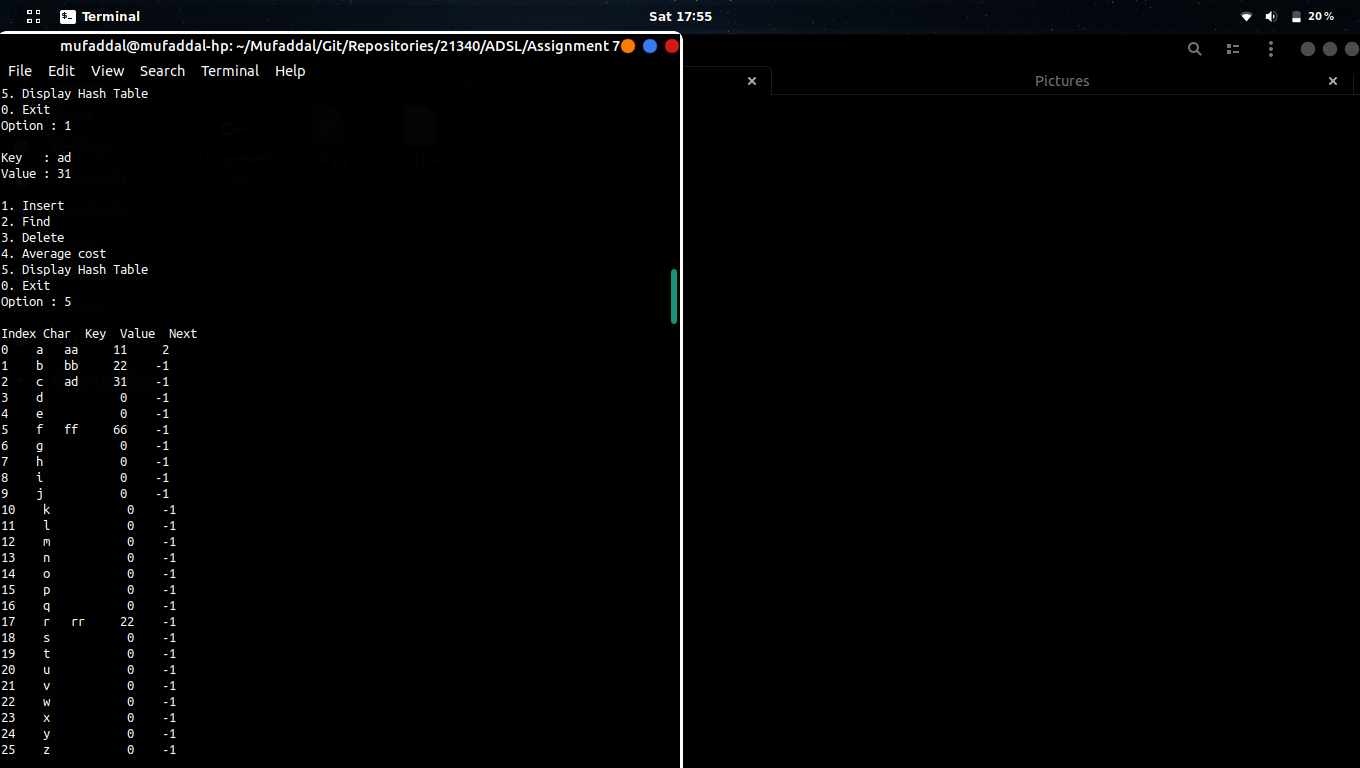 Terminal
Sat 17:55
20 %
mufaddal@mufaddal-hp: ~/Mufaddal/Git/Repositories/21340/ADSL/Assignment 7
File Edit View Search Terminal Help
Pictures
5. Display Hash Table
0. Exit
Option : 1
Key   : ad
Value : 31
1. Insert
2. Find
3. Delete
4. Average cost
5. Display Hash Table
0. Exit
Option : 5
Index Char  Key  Value  Next
0    a   aa     11     2
1    b   bb     22    -1
2    c   ad     31    -1
3    d           0    -1
4    e           0    -1
5    f   ff     66    -1
6    g           0    -1
7    h           0    -1
8    i           0    -1
9    j           0    -1
10    k           0    -1
11    l           0    -1
12    m           0    -1
13    n           0    -1
14    o           0    -1
15    p           0    -1
16    q           0    -1
17    r   rr     22    -1
18    s           0    -1
19    t           0    -1
20    u           0    -1
21    v           0    -1
22    w           0    -1
23    x           0    -1
24    y           0    -1
25    z           0    -1